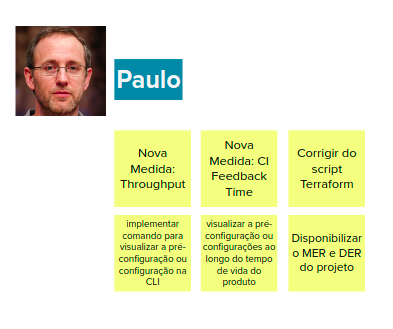 Paulo
Nova
Medida:
Throughput
Nova
Medida: CI
Feedback
Time
Corrigir do
script
Terraform
implementar
comando para
visualizar a pré-
configuração ou
configuração na
CLI
visualizar a pré-
configuração ou
configurações ao
longo do tempo
de vida do
produto
Disponibilizar
o MER e DER
do projeto